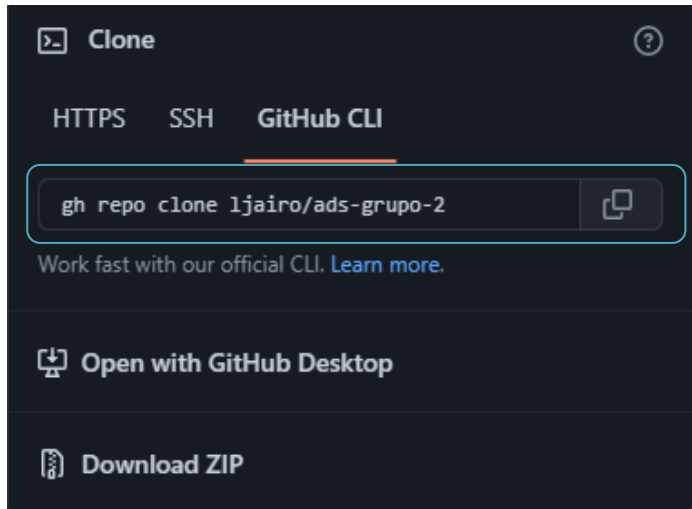 Clone
HTTPS SSH GitHub CLI
gh repo clone ljairo/ads-grupo-2
Work fast with our official CLI. Learn more.
Open with GitHub Desktop
Download ZIP